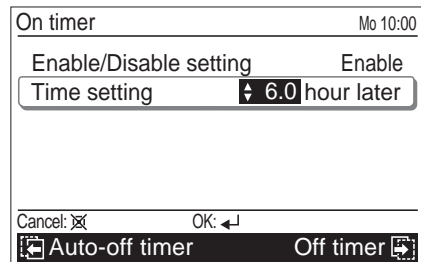 On timer Mo 10:00
Enable/Disable setting Enable
Time setting 6.0 hour later
Cancel: OK:
Auto-off timer Off timer